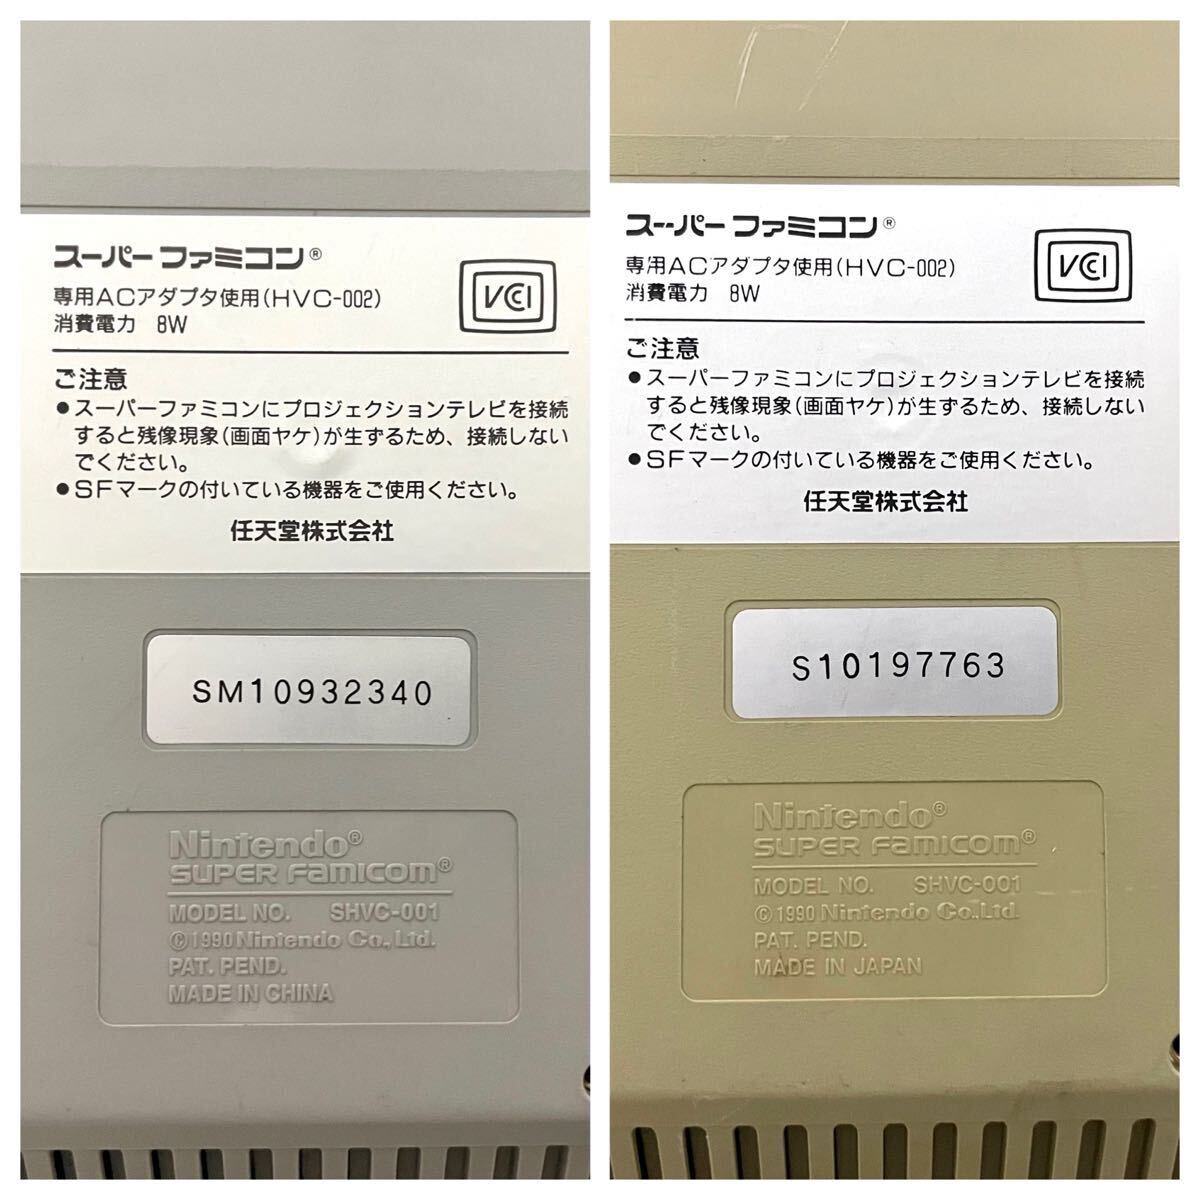 スーパーファミコン®
専用ACアダプタ使用(HVC-002)
消費電力 8W
VCCI
ご注意
●スーパーファミコンにプロジェクションテレビを接続
すると残像現象(画面ヤケ)が生ずるため、接続しない
でください。
●SFマークの付いている機器をご使用ください。
任天堂株式会社
SM10932340
Nintendo®
SUPER FAMICOM®
MODEL NO. SHVC-001
©1990 Nintendo Co., Ltd.
PAT. PEND.
MADE IN CHINA
スーパーファミコン®
専用ACアダプタ使用(HVC-002)
消費電力 8W
VCCI
ご注意
●スーパーファミコンにプロジェクションテレビを接続
すると残像現象(画面ヤケ)が生ずるため、接続しない
でください。
●SFマークの付いている機器をご使用ください。
任天堂株式会社
S10197763
Nintendo®
SUPER FAMICOM®
MODEL NO. SHVC-001
©1990 Nintendo Co., Ltd.
PAT. PEND.
MADE IN JAPAN